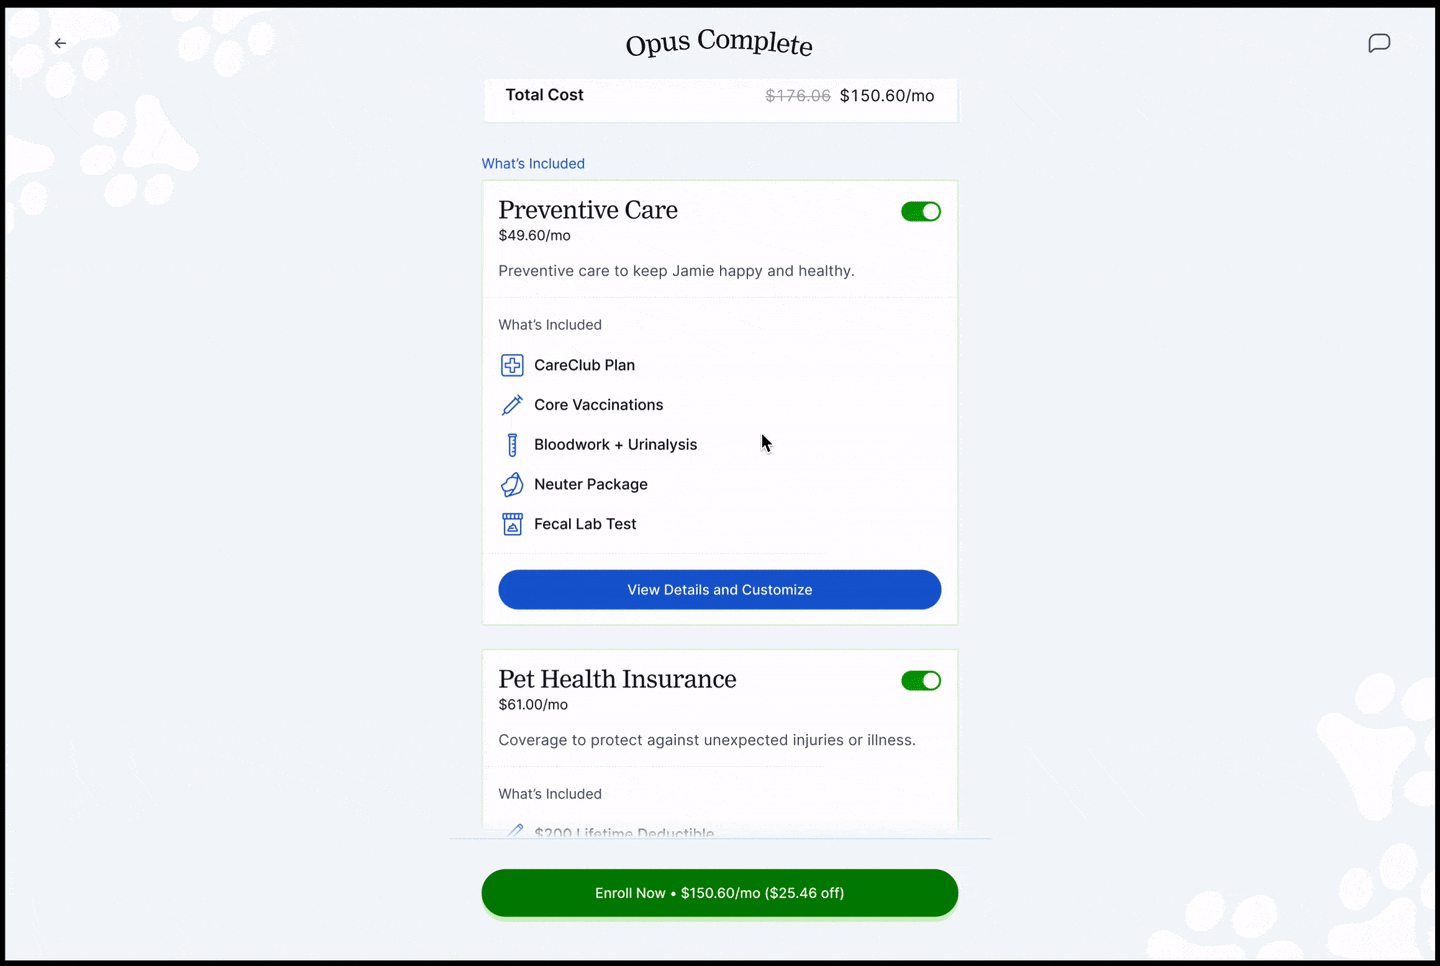 Opus Complete
Total Cost $176.06 $150.60/mo
What's Included
Preventive Care
$49.60/mo
Preventive care to keep Jamie happy and healthy.
What's Included
CareClub Plan
Core Vaccinations
Bloodwork + Urinalysis
Neuter Package
Fecal Lab Test
View Details and Customize
Pet Health Insurance
$61.00/mo
Coverage to protect against unexpected injuries or illness.
What's Included
$200 Lifetime Deductible
Enroll Now • $150.60/mo ($25.46 off)